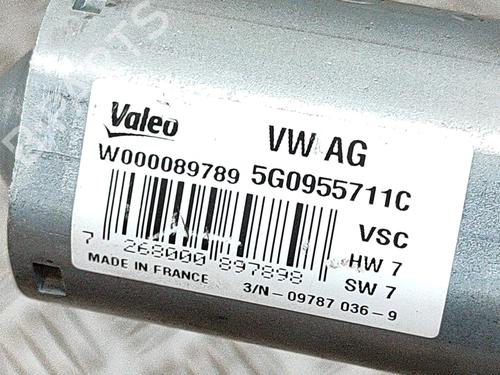 Valeo VW AG
W000089789 5G0955711C
VSC
7 268000 897898 HW 7
MADE IN FRANCE SW 7
3/N - 09787 036 - 9